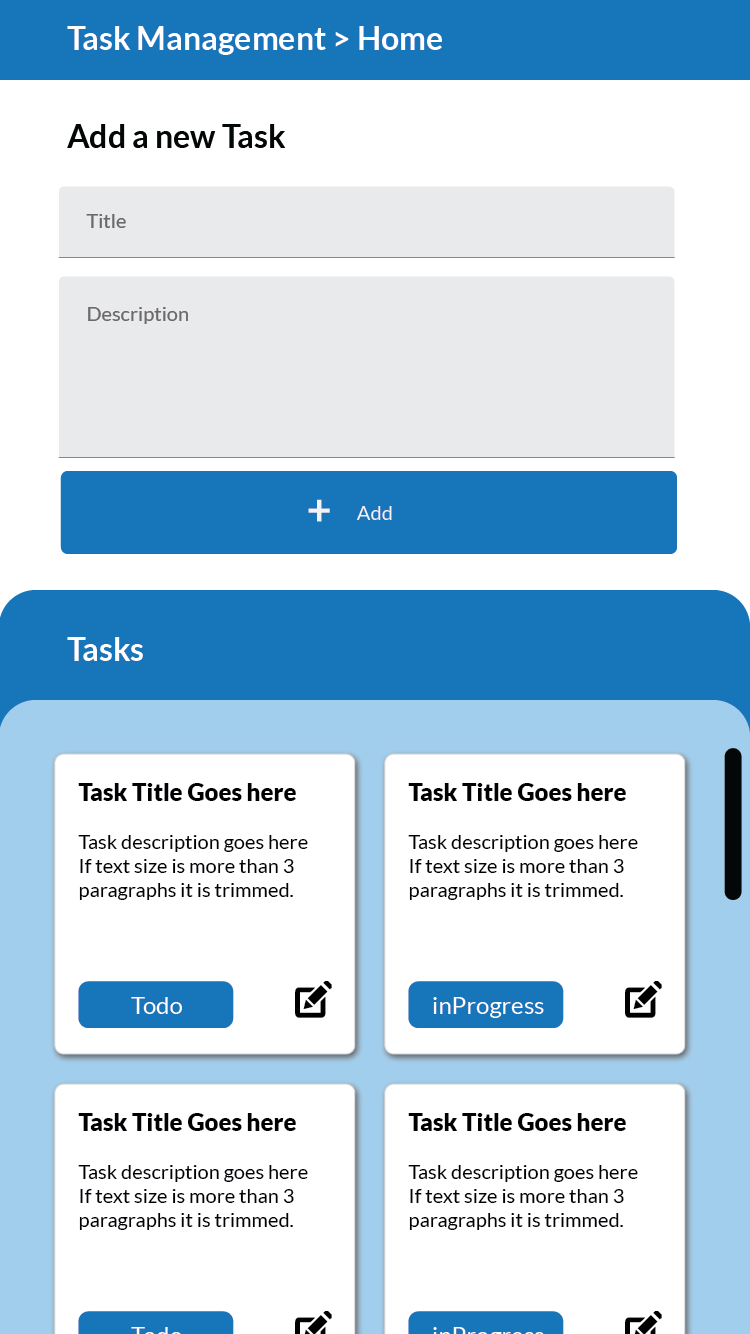 Task Management > Home
Add a new Task
Title
Description
Add
Tasks
Task Title Goes here
Task description goes here
If text size is more than 3
paragraphs it is trimmed.
Todo
Task Title Goes here
Task description goes here
If text size is more than 3
paragraphs it is trimmed.
inProgress
Task Title Goes here
Task description goes here
If text size is more than 3
paragraphs it is trimmed.
Todo
Task Title Goes here
Task description goes here
If text size is more than 3
paragraphs it is trimmed.
inProgress